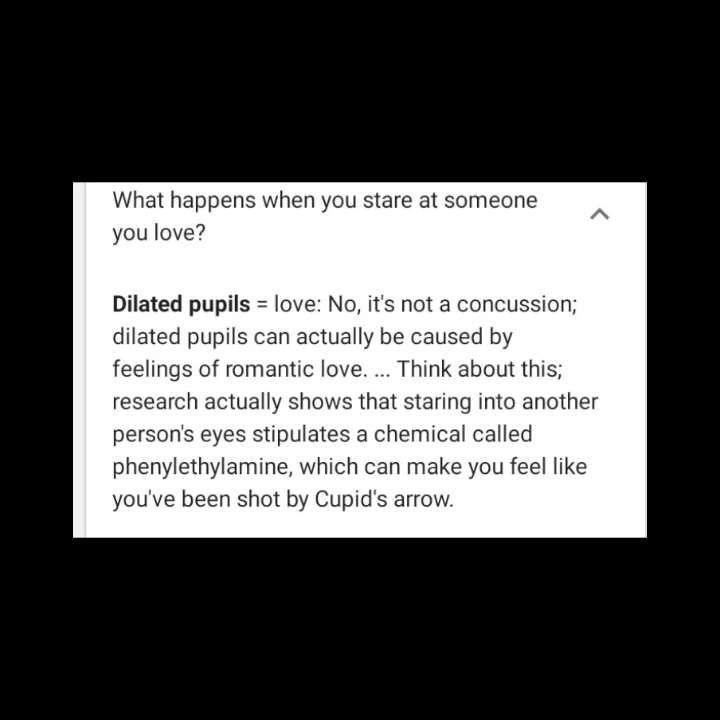 What happens when you stare at someone
you love?
Dilated pupils = love: No, it's not a concussion;
dilated pupils can actually be caused by
feelings of romantic love. ... Think about this;
research actually shows that staring into another
person's eyes stipulates a chemical called
phenylethylamine, which can make you feel like
you've been shot by Cupid's arrow.